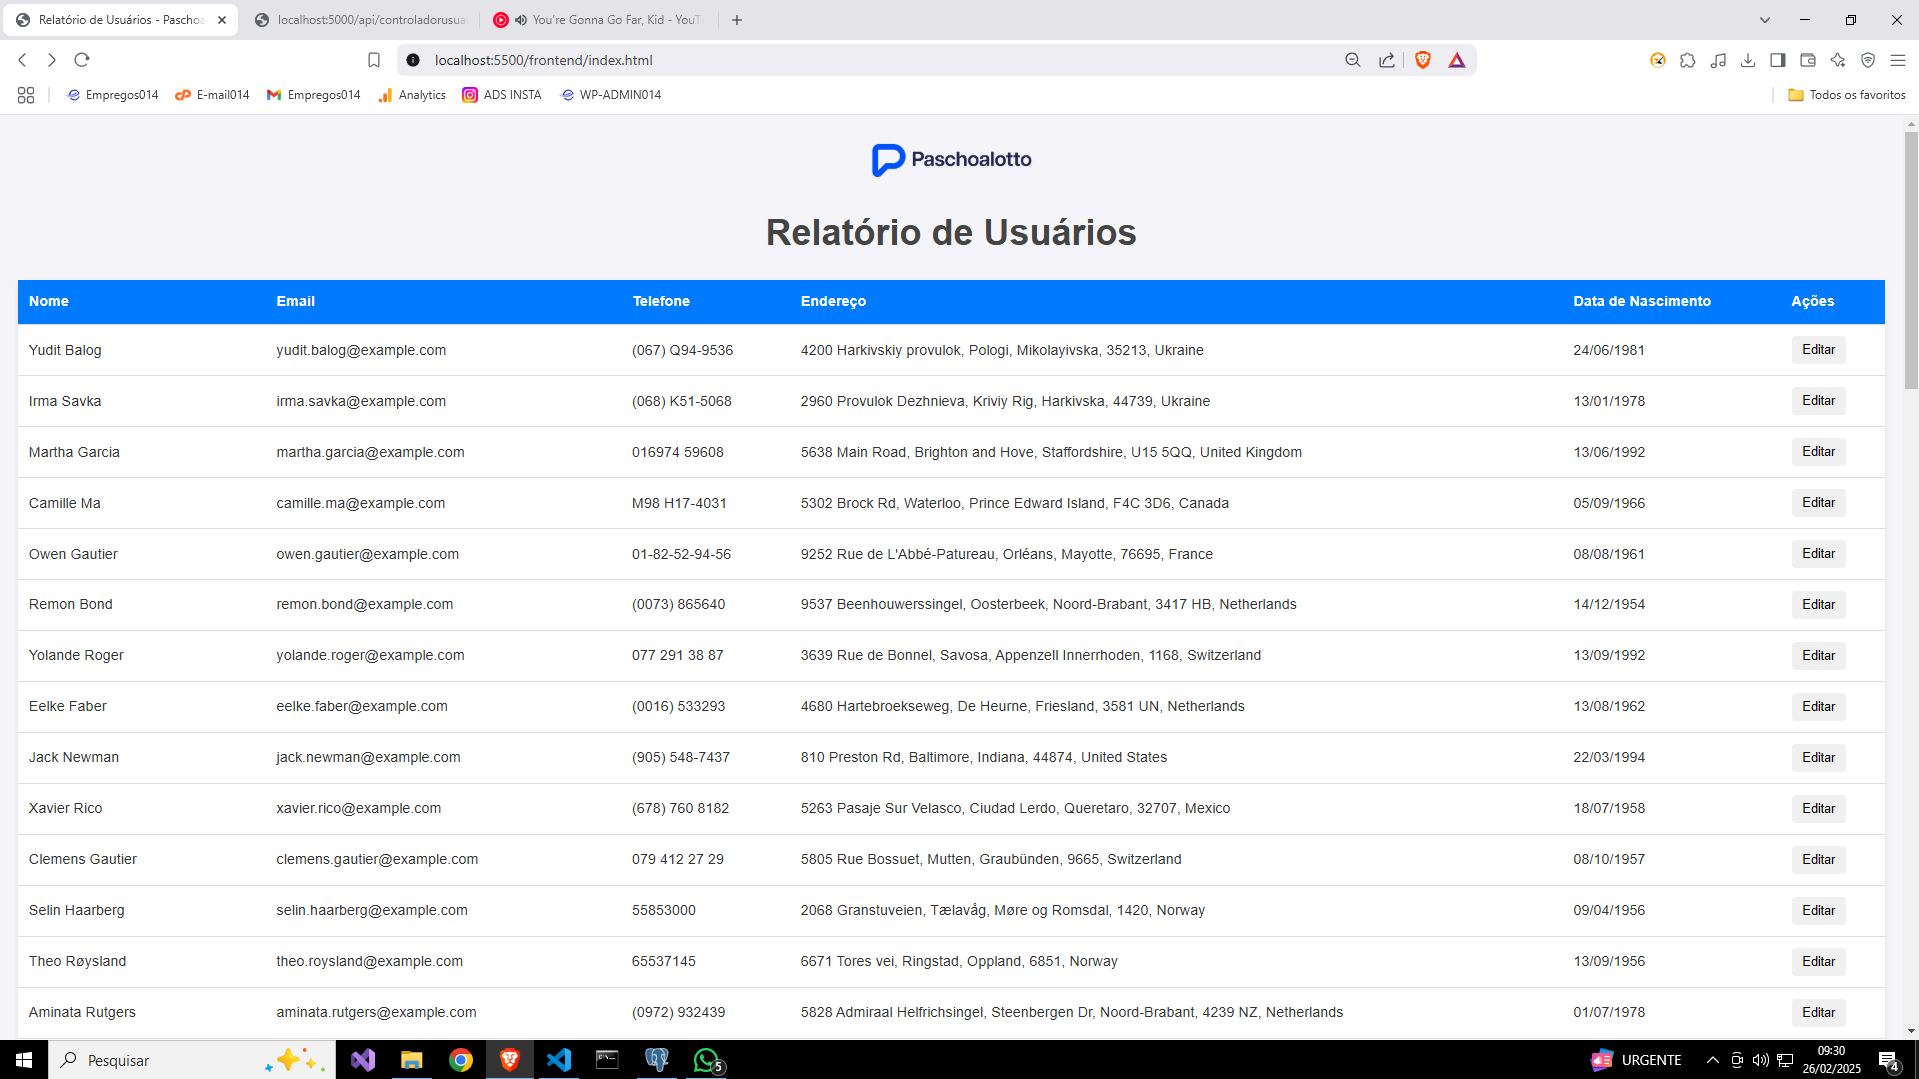 Relatório de Usuários - Paschoa
localhost:5000/api/controladorusua
You're Gonna Go Far, Kid - YouT
localhost:5500/frontend/index.html
Empregos014 E-mail014 Empregos014 Analytics ADS INSTA WP-ADMIN014 Todos os favoritos
Paschoalotto
Relatório de Usuários
Nome Email Telefone Endereço Data de Nascimento Ações
Yudit Balog yudit.balog@example.com (067) Q94-9536 4200 Harkivskiy provulok, Pologi, Mikolayivska, 35213, Ukraine 24/06/1981 Editar
Irma Savka irma.savka@example.com (068) K51-5068 2960 Provulok Dezhnieva, Kriviy Rig, Harkivska, 44739, Ukraine 13/01/1978 Editar
Martha Garcia martha.garcia@example.com 016974 59608 5638 Main Road, Brighton and Hove, Staffordshire, U15 5QQ, United Kingdom 13/06/1992 Editar
Camille Ma camille.ma@example.com M98 H17-4031 5302 Brock Rd, Waterloo, Prince Edward Island, F4C 3D6, Canada 05/09/1966 Editar
Owen Gautier owen.gautier@example.com 01-82-52-94-56 9252 Rue de L'Abbé-Patureau, Orléans, Mayotte, 76695, France 08/08/1961 Editar
Remon Bond remon.bond@example.com (0073) 865640 9537 Beenhouwerssingel, Oosterbeek, Noord-Brabant, 3417 HB, Netherlands 14/12/1954 Editar
Yolande Roger yolande.roger@example.com 077 291 38 87 3639 Rue de Bonnel, Savosa, Appenzell Innerrhoden, 1168, Switzerland 13/09/1992 Editar
Eelke Faber eelke.faber@example.com (0016) 533293 4680 Hartebroekseweg, De Heurne, Friesland, 3581 UN, Netherlands 13/08/1962 Editar
Jack Newman jack.newman@example.com (905) 548-7437 810 Preston Rd, Baltimore, Indiana, 44874, United States 22/03/1994 Editar
Xavier Rico xavier.rico@example.com (678) 760 8182 5263 Pasaje Sur Velasco, Ciudad Lerdo, Queretaro, 32707, Mexico 18/07/1958 Editar
Clemens Gautier clemens.gautier@example.com 079 412 27 29 5805 Rue Bossuet, Mutten, Graubünden, 9665, Switzerland 08/10/1957 Editar
Selin Haarberg selin.haarberg@example.com 55853000 2068 Granstuveien, Tælavåg, Møre og Romsdal, 1420, Norway 09/04/1956 Editar
Theo Røysland theo.roysland@example.com 65537145 6671 Tores vei, Ringstad, Oppland, 6851, Norway 13/09/1956 Editar
Aminata Rutgers aminata.rutgers@example.com (0972) 932439 5828 Admiraal Helfrichsingel, Steenbergen Dr, Noord-Brabant, 4239 NZ, Netherlands 01/07/1978 Editar
Pesquisar
5
URGENTE
09:30
26/02/2025
4